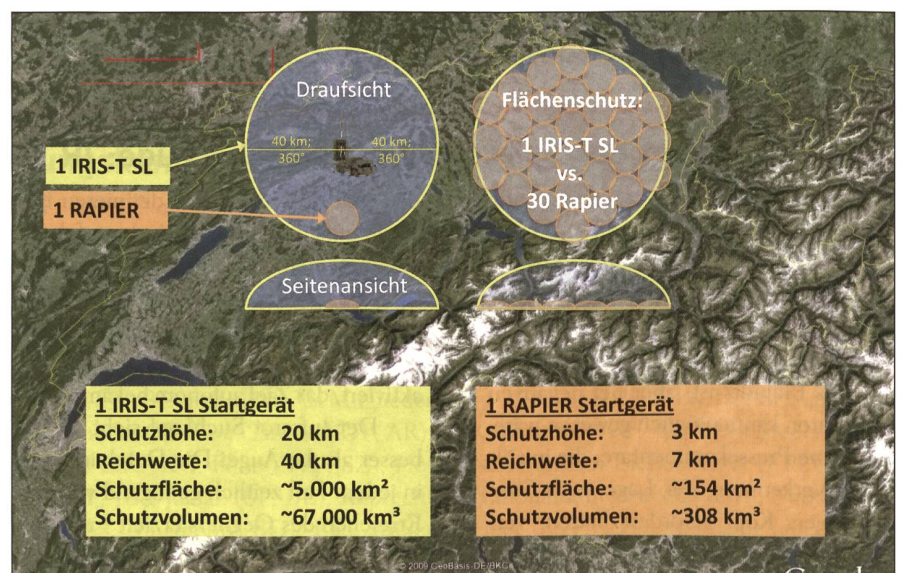 Draufsicht
40 km;
360°
40 km;
360°
1 IRIS-T SL
1 RAPIER
Flächenschutz:
1 IRIS-T SL
vs.
30 Rapier
Seitenansicht
1 IRIS-T SL Startgerät
Schutzhöhe: 20 km
Reichweite: 40 km
Schutzfläche: ~5.000 km²
Schutzvolumen: ~67.000 km³
1 RAPIER Startgerät
Schutzhöhe: 3 km
Reichweite: 7 km
Schutzfläche: ~154 km²
Schutzvolumen: ~308 km³
© 2009 GeoBasis-DE/BKG